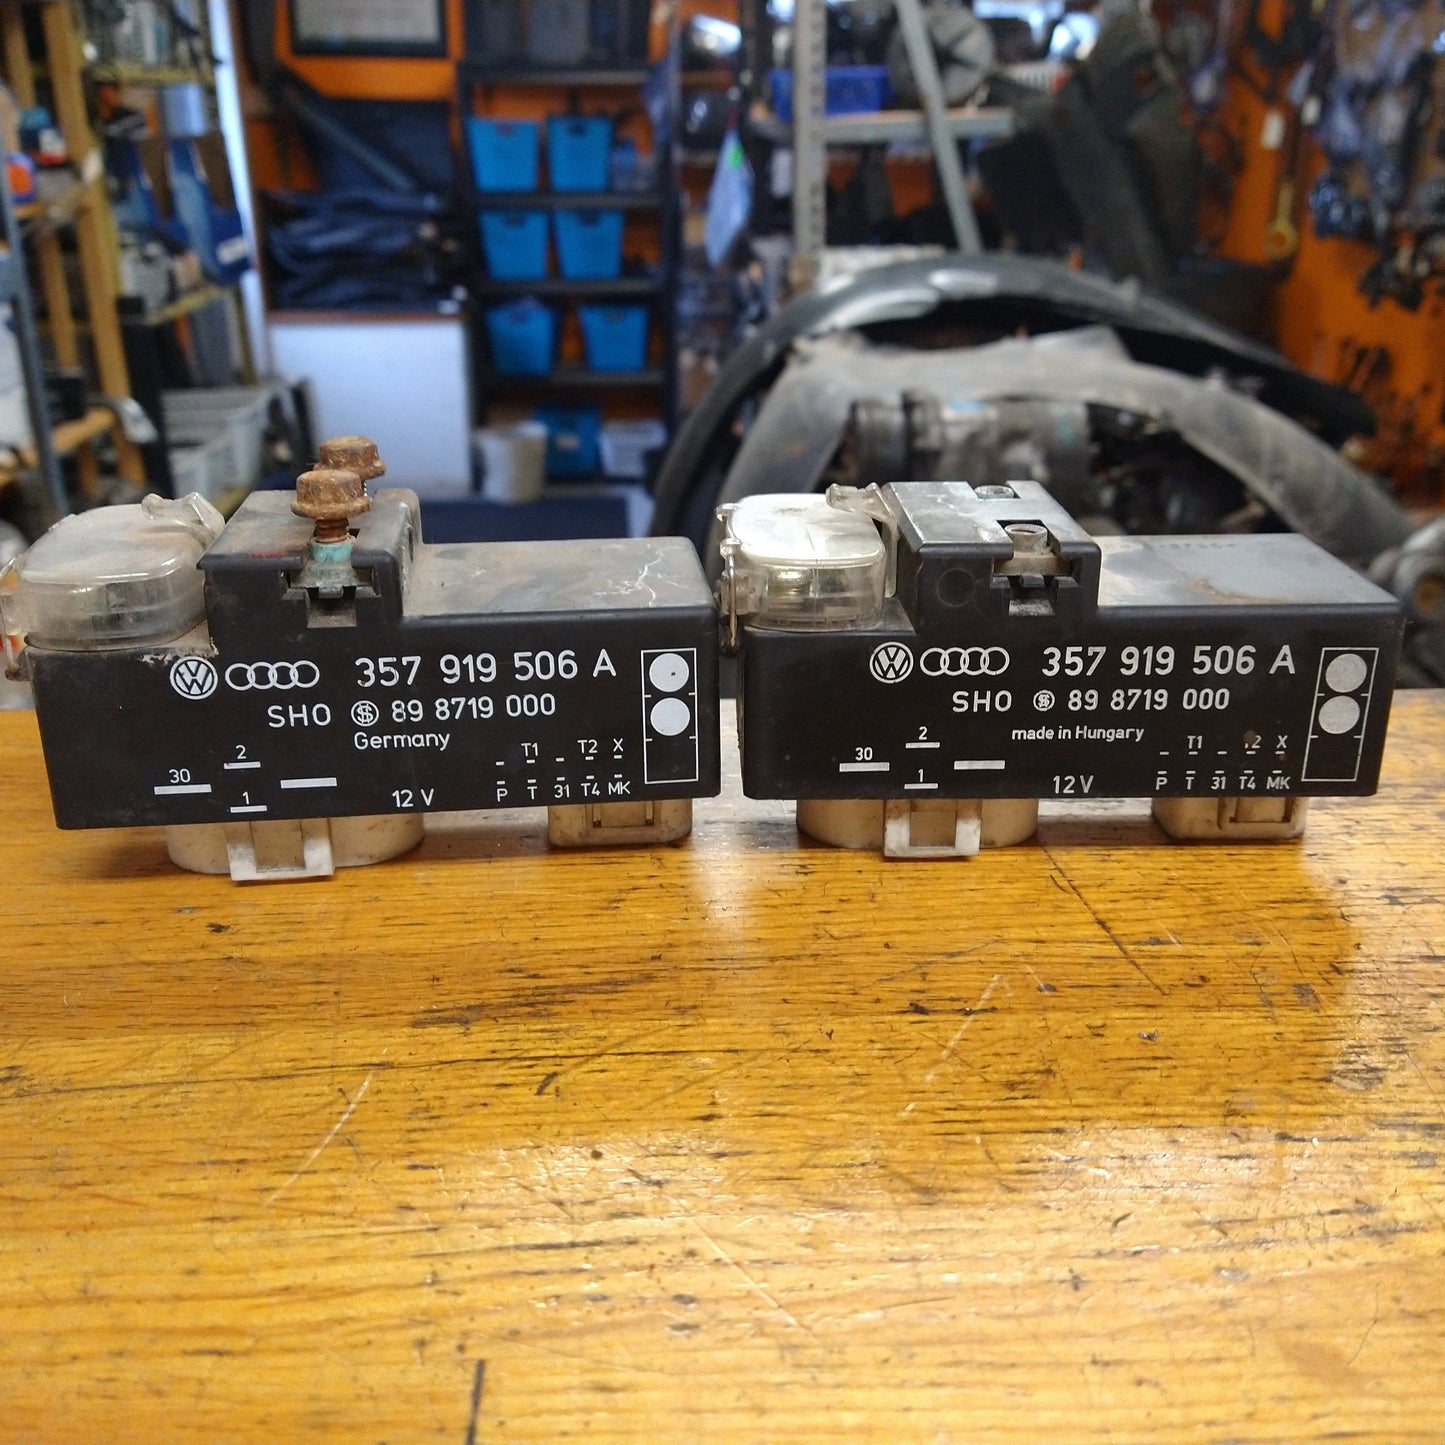 357 919 506 A
SHO 89 8719 000
Germany
2 T1 T2 X
30
1 12 V P T 31 T4 MK
357 919 506 A
SHO 89 8719 000
made in Hungary
2 T1 X
30
1 12 V P T 31 T4 MK